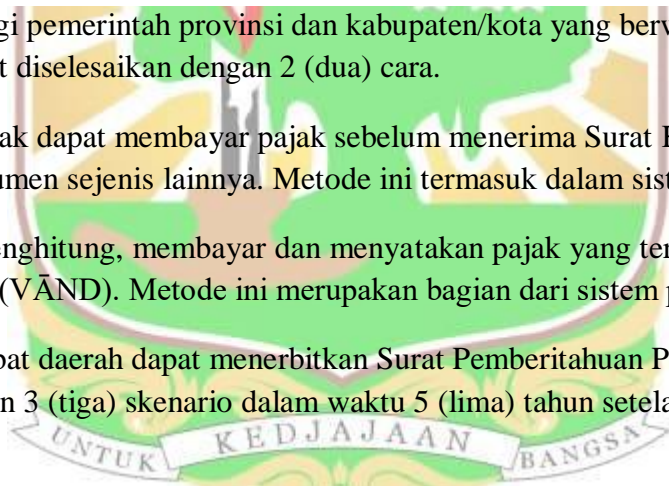 gi pemerintah provinsi dan kabupaten/kota yang berv
t diselesaikan dengan 2 (dua) cara.
ak dapat membayar pajak sebelum menerima Surat
umen sejenis lainnya. Metode ini termasuk dalam sist
enghitung, membayar dan menyatakan pajak yang ter
(VĀND). Metode ini merupakan bagian dari sistem p
bat daerah dapat menerbitkan Surat Pemberitahuan P
n 3 (tiga) skenario dalam waktu 5 (lima) tahun setela
UNTUK KEDJAJAAN BANGSA